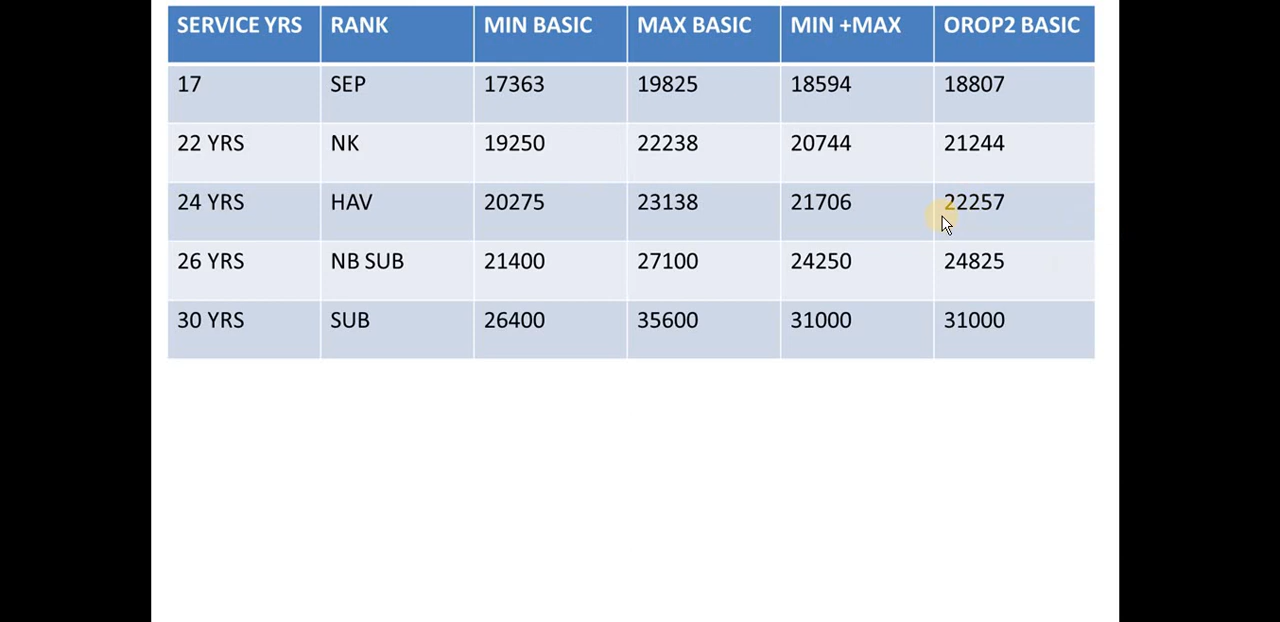 SERVICE YRS RANK MIN BASIC MAX BASIC MIN +MAX OROP2 BASIC
17 SEP 17363 19825 18594 18807
22 YRS NK 19250 22238 20744 21244
24 YRS HAV 20275 23138 21706 22257
26 YRS NB SUB 21400 27100 24250 24825
30 YRS SUB 26400 35600 31000 31000